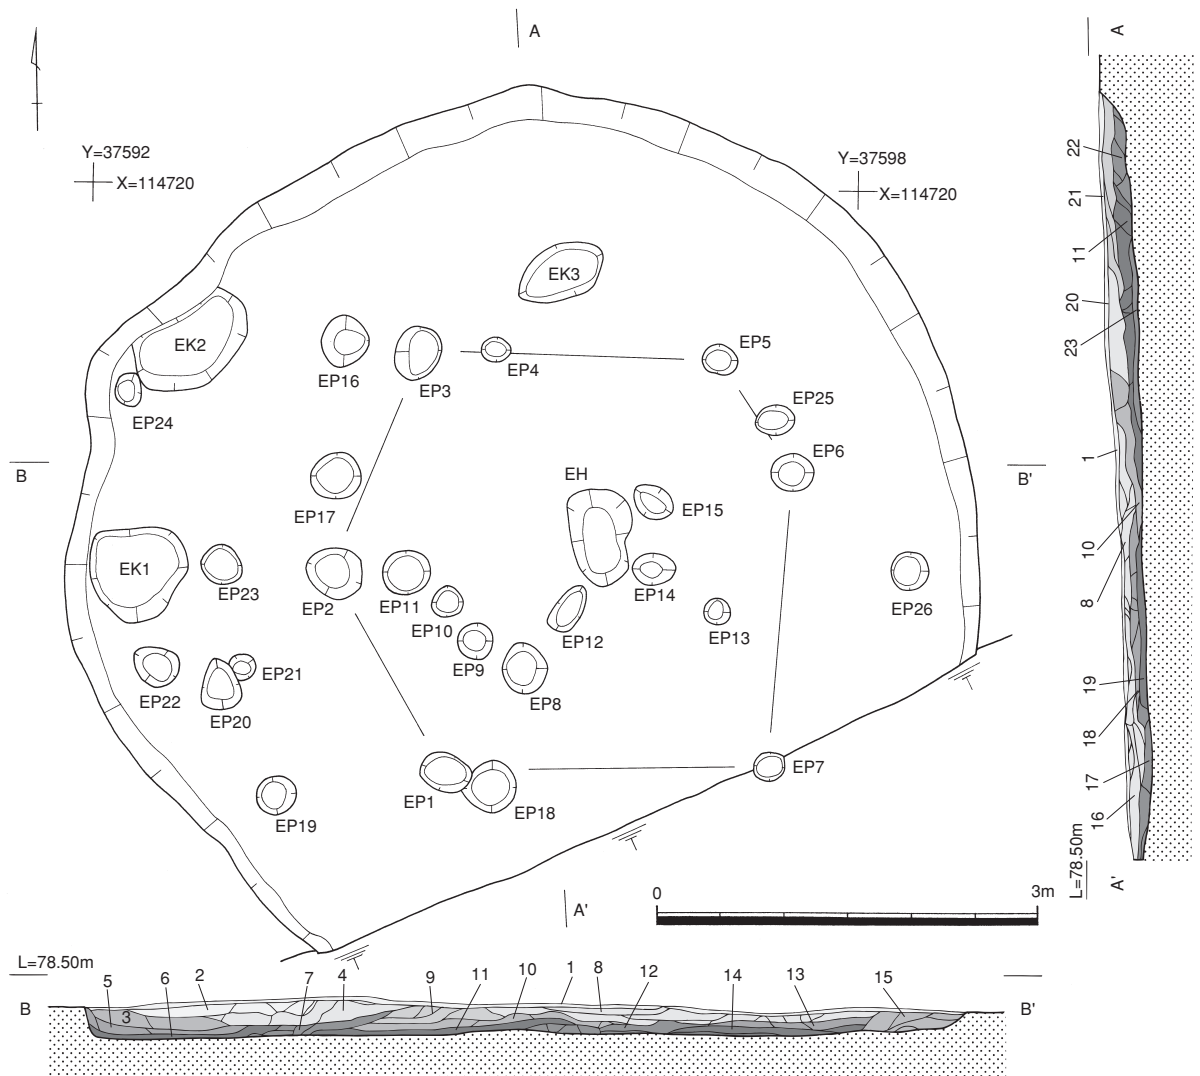 A
A
Y=37592
X=114720
Y=37598
X=114720
22
21
11
20
23
1
10
8
19
18
17
16
L=78.50m
A'
EK3
EK2
EP16
EP3
EP4
EP5
EP24
EP25
EP6
B
B'
EP17
EH
EP15
EK1
EP23
EP2
EP11
EP10
EP14
EP26
EP9
EP12
EP13
EP22
EP21
EP20
EP8
EP1
EP18
EP7
EP19
A'
0
3m
L=78.50m
5
6
2
7
4
9
11
10
1
8
12
14
13
15
B
3
B'